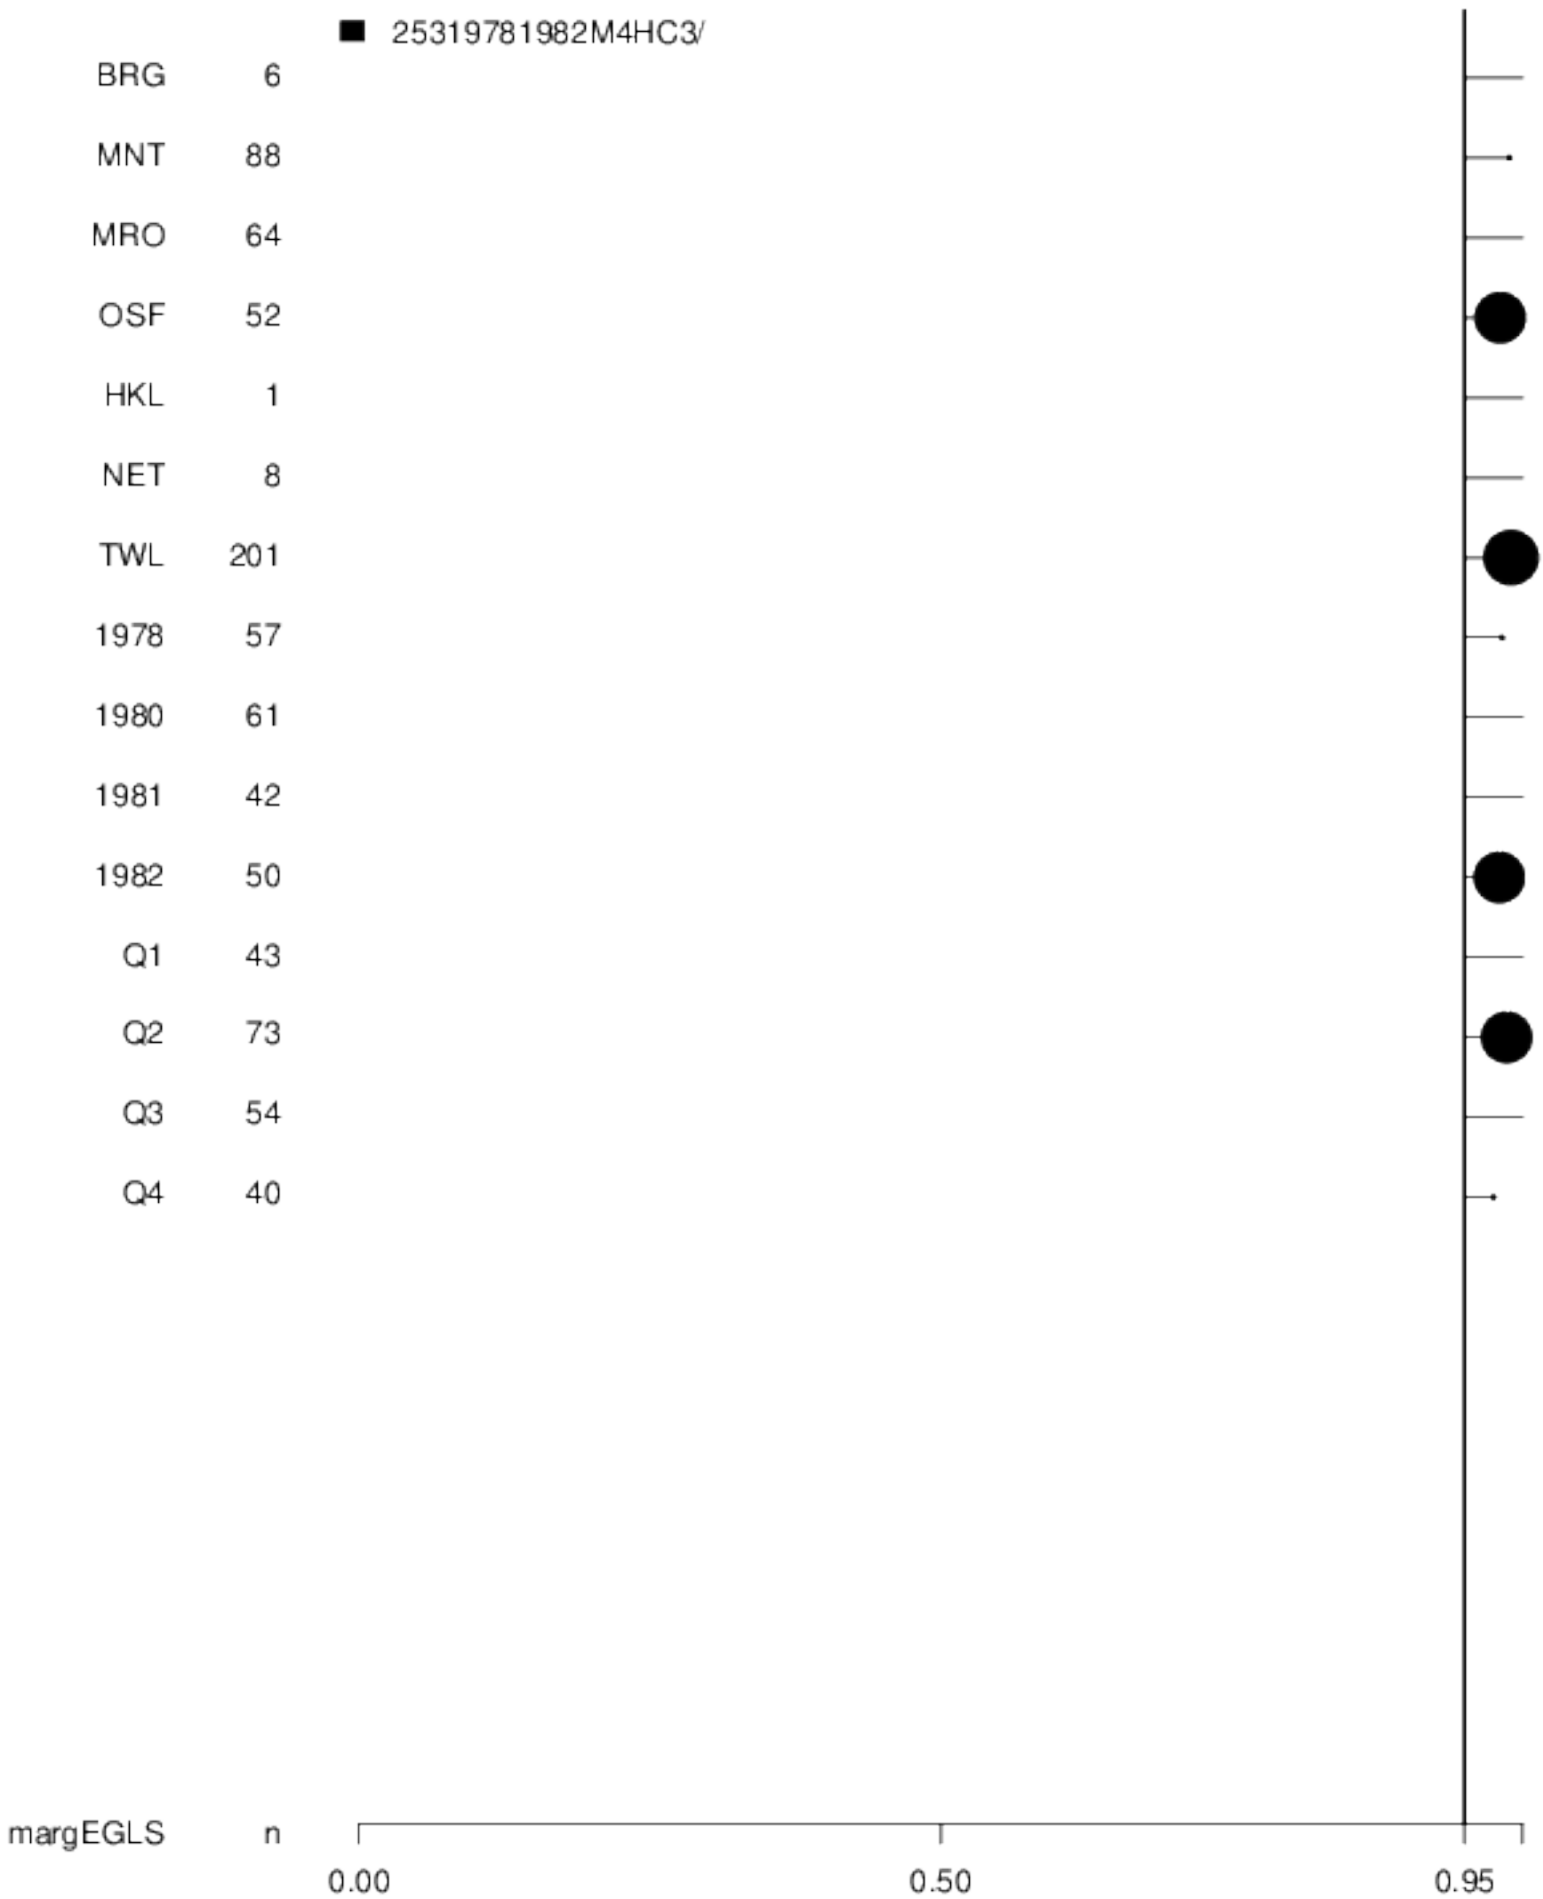 25319781982M4HC3/
BRG 6
MNT 88
MRO 64
OSF 52
HKL 1
NET 8
TWL 201
1978 57
1980 61
1981 42
1982 50
Q1 43
Q2 73
Q3 54
Q4 40
margEGLS n
0.00 0.50 0.95